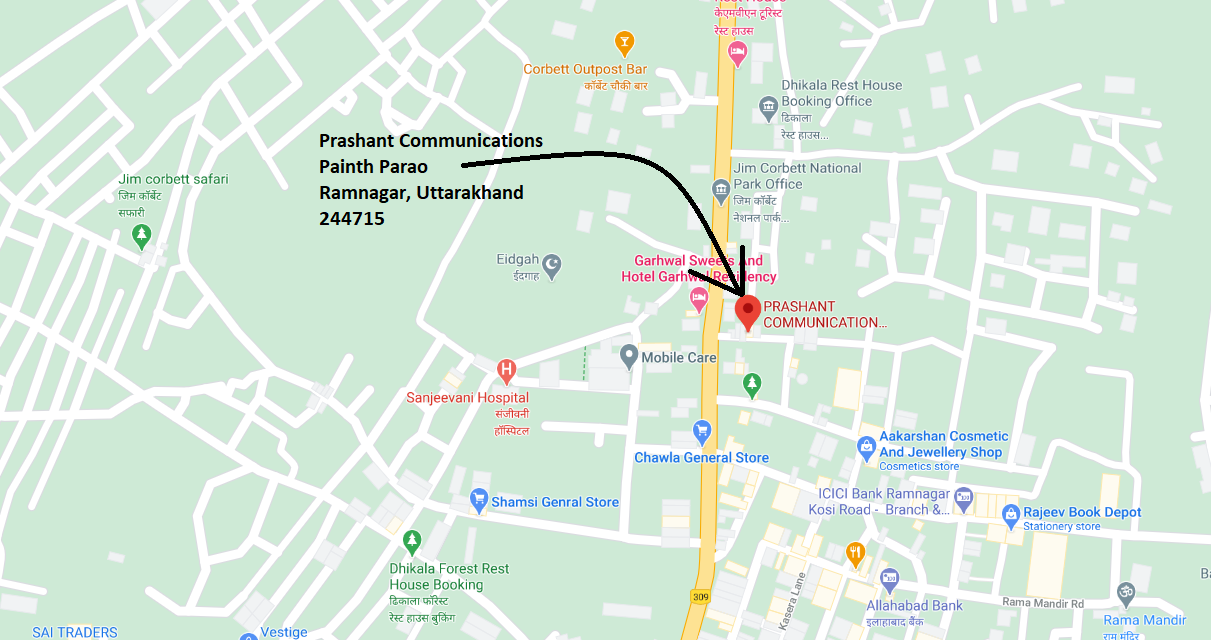 Rest House
केएमवीएन टूरिस्ट
रेस्ट हाउस
Corbett Outpost Bar
कॉर्बेट चौकी बार
Dhikala Rest House
Booking Office
ढिकाला
रेस्ट हाउस...
Prashant Communications
Painth Parao
Ramnagar, Uttarakhand
244715
Jim Corbett National
Park Office
जिम कॉर्बेट
नेशनल पार्क...
Jim corbett safari
जिम कॉर्बेट
सफारी
Eidgah
ईदगाह
Garhwal Sweets And
Hotel Garhwal Residency
PRASHANT
COMMUNICATION...
Mobile Care
Sanjeevani Hospital
संजीवनी
हॉस्पिटल
H
Chawla General Store
Aakarshan Cosmetic
And Jewellery Shop
Cosmetics store
ICICI Bank Ramnagar
Kosi Road - Branch &...
Shamsi Genral Store
Rajeev Book Depot
Stationery store
Dhikala Forest Rest
House Booking
ढिकाला फॉरेस्ट
रेस्ट हाउस बुकिंग
309
Kasera Lane
Allahabad Bank
इलाहाबाद बैंक
Rama Mandir Rd
Rama Mandir
राम मंदिर
SAI TRADERS
Vestige